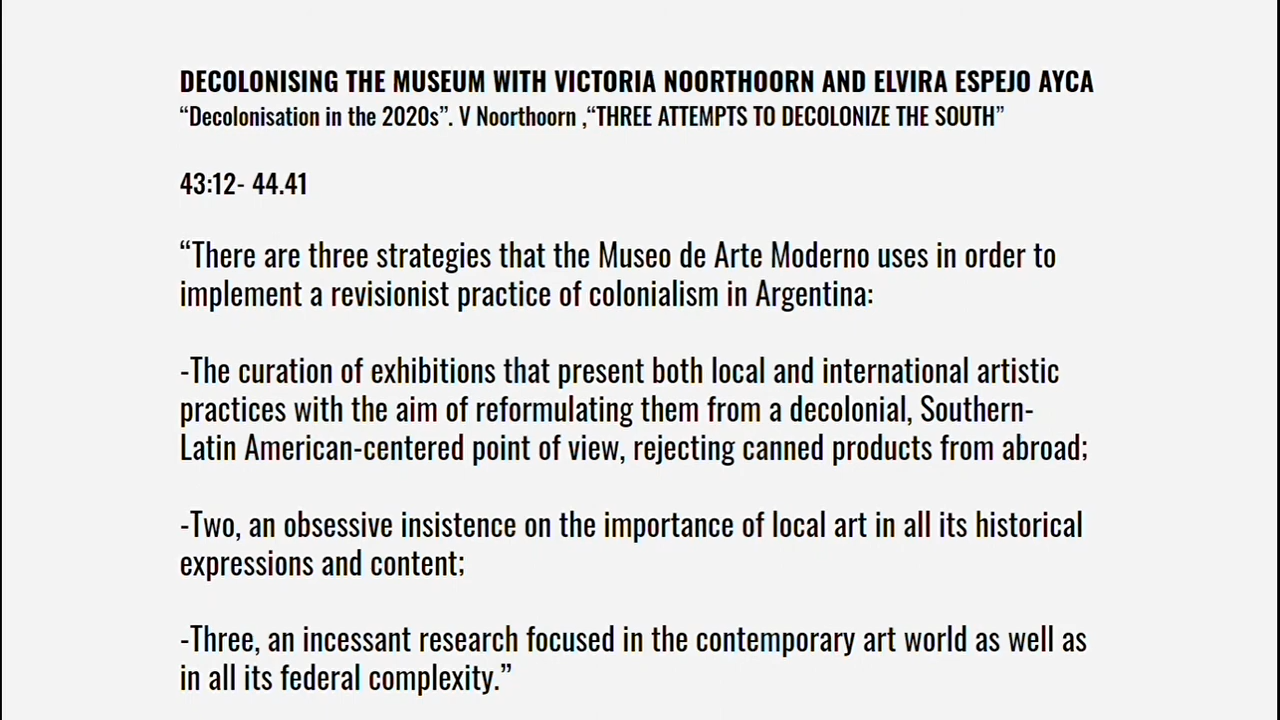 DECOLONISING THE MUSEUM WITH VICTORIA NOORTHOORN AND ELVIRA ESPEJO AYCA
“Decolonisation in the 2020s”. V Noorthoorn ,“THREE ATTEMPTS TO DECOLONIZE THE SOUTH”
43:12- 44.41
“There are three strategies that the Museo de Arte Moderno uses in order to
implement a revisionist practice of colonialism in Argentina:
-The curation of exhibitions that present both local and international artistic
practices with the aim of reformulating them from a decolonial, Southern-
Latin American-centered point of view, rejecting canned products from abroad;
-Two, an obsessive insistence on the importance of local art in all its historical
expressions and content;
-Three, an incessant research focused in the contemporary art world as well as
in all its federal complexity.”